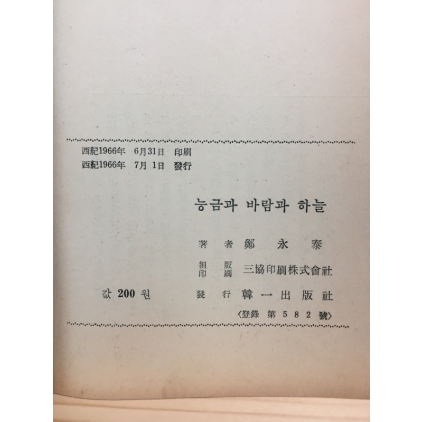 西紀1966年 6月31日 印刷
西紀1966年 7月 1日 發行
능금과 바람과 하늘
著者 鄭永泰
組版
印刷 三協印刷株式會社
값 200 원 發行 韓一出版社
〈登錄 第582號〉